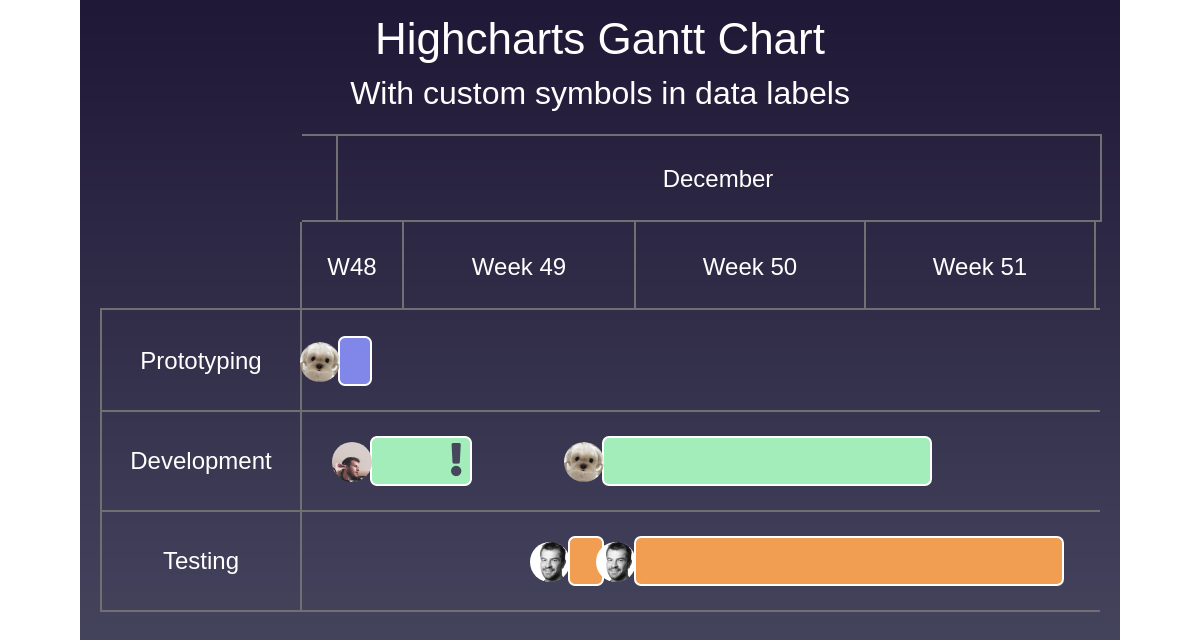 Highcharts Gantt Chart
With custom symbols in data labels
December
W48 Week 49 Week 50 Week 51
Prototyping
Development !
Testing